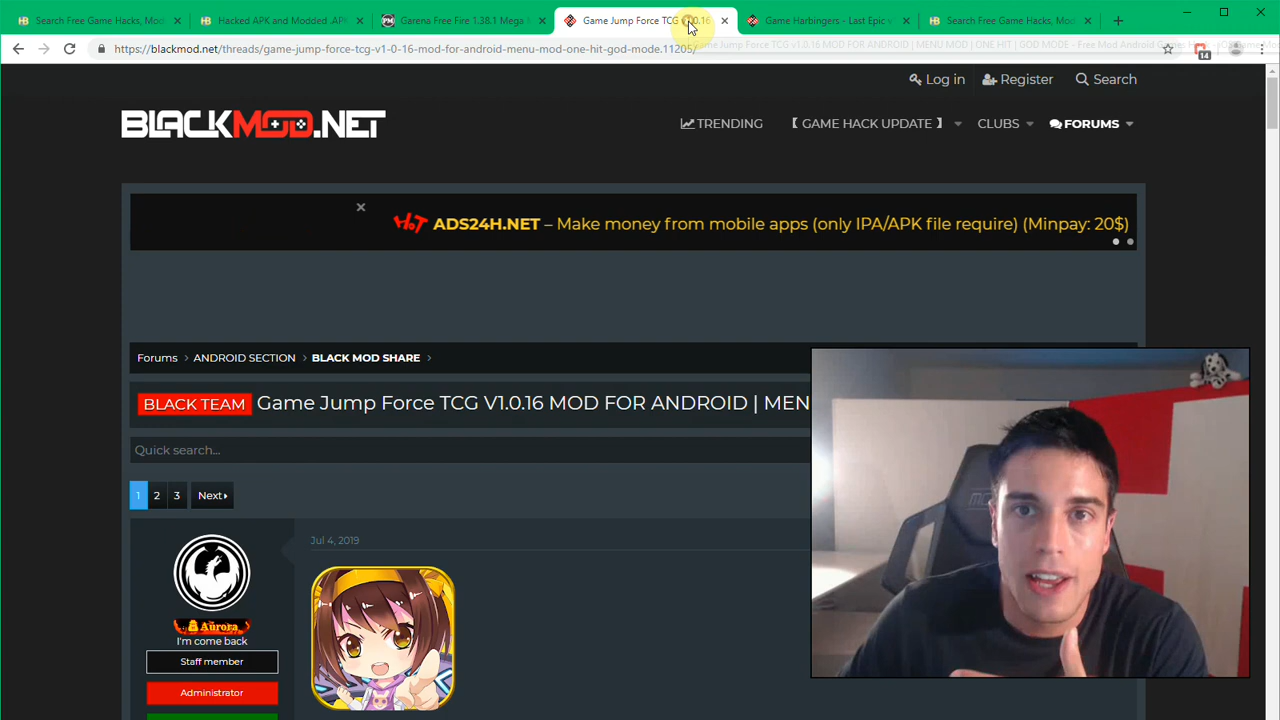 Search Free Game Hacks, Mod
Hacked APK and Modded .APK
Garena Free Fire 1.38.1 Mega
Game Jump Force TCG
Game Harbingers - Last Epic v
Search Free Game Hacks, Mod
https://blackmod.net/threads/game-jump-force-tcg-v1-0-16-mod-for-android-menu-mod-one-hit-god-mode.11205/
14
Log in
Register
Search
BLACKMOD.NET
TRENDING
【 GAME HACK UPDATE 】
CLUBS
FORUMS
HOT ADS24H.NET – Make money from mobile apps (only IPA/APK file require) (Minpay: 20$)
Forums > ANDROID SECTION > BLACK MOD SHARE >
BLACK TEAM Game Jump Force TCG V1.0.16 MOD FOR ANDROID | MEN
Quick search...
1 2 3 Next
Jul 4, 2019
Aurora
I'm come back
Staff member
Administrator